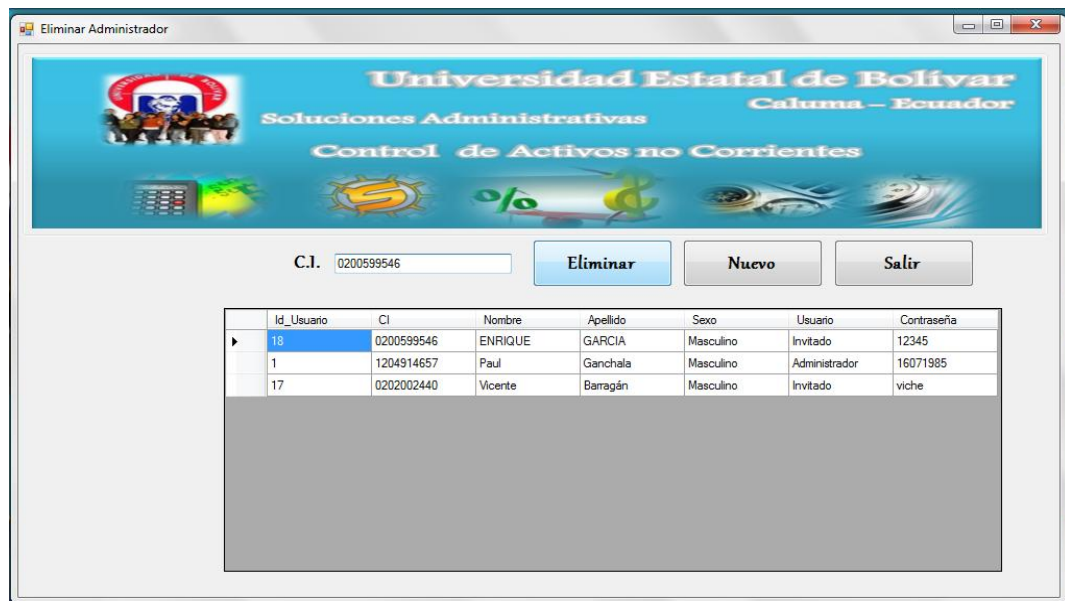 Eliminar Administrador
Universidad Estatal de Bolívar
Caluma – Ecuador
Soluciones Administrativas
Control de Activos no Corrientes
%
C.I. 0200599546 Eliminar Nuevo Salir
Id_Usuario CI Nombre Apellido Sexo Usuario Contraseña
18 0200599546 ENRIQUE GARCIA Masculino Invitado 12345
1 1204914657 Paul Ganchala Masculino Administrador 16071985
17 0202002440 Vicente Barragán Masculino Invitado viche